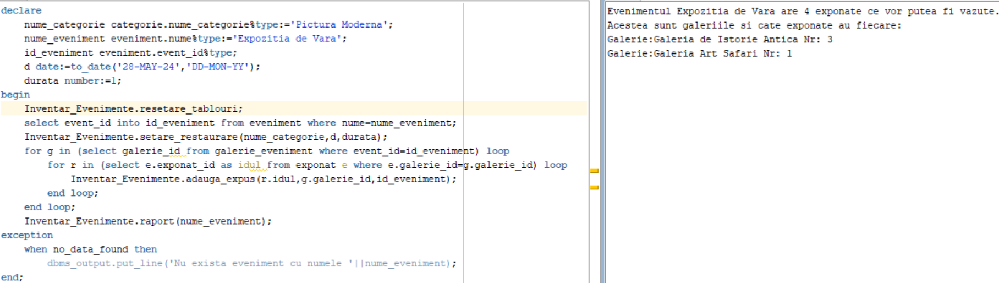 declare
    nume_categorie categorie.nume_categorie%type:='Pictura Moderna';
    nume_eveniment eveniment.nume%type:='Expozitia de Vara';
    id_eveniment eveniment.event_id%type;
    d date:=to_date('28-MAY-24','DD-MON-YY');
    durata number:=1;
begin
    Inventar_Evenimente.resetare_tablouri;
    select event_id into id_eveniment from eveniment where nume=nume_eveniment;
    Inventar_Evenimente.setare_restaurare(nume_categorie,d,durata);
    for g in (select galerie_id from galerie_eveniment where event_id=id_eveniment) loop
        for r in (select e.exponat_id as idul from exponat e where e.galerie_id=g.galerie_id) loop
            Inventar_Evenimente.adauga_expus(r.idul,g.galerie_id,id_eveniment);
        end loop;
    end loop;
    Inventar_Evenimente.raport(nume_eveniment);
exception
    when no_data_found then
        dbms_output.put_line('Nu exista eveniment cu numele '||nume_eveniment);
end;
Evenimentul Expozitia de Vara are 4 exponate ce vor putea fi vazute.
Acestea sunt galeriile si cate exponate au fiecare:
Galerie:Galeria de Istorie Antica Nr: 3
Galerie:Galeria Art Safari Nr: 1